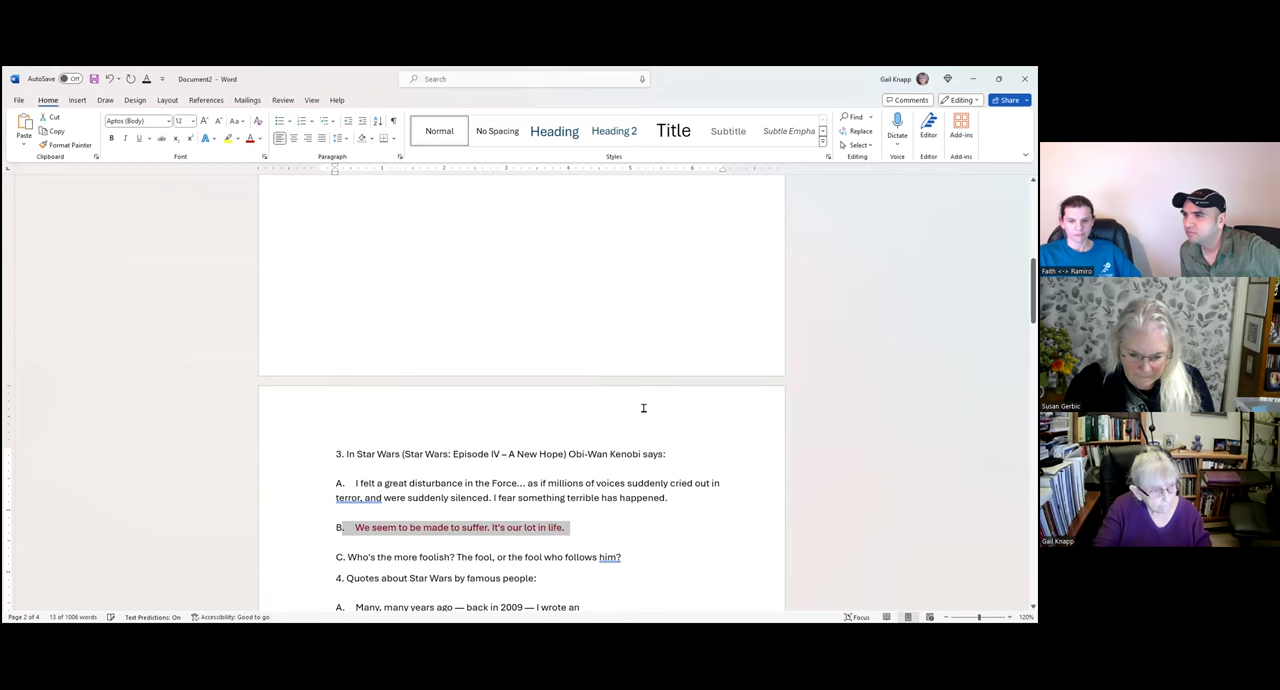 AutoSave Off Document2 - Word Search Gail Knapp
File Home Insert Draw Design Layout References Mailings Review View Help Comments Editing Share
Paste Cut Copy Format Painter
Aptos (Body) 12
Normal No Spacing Heading Heading 2 Title Subtitle Subtle Empha
Find Replace Select
Dictate Editor Add-ins
Clipboard Font Paragraph Styles Editing Voice Editor Add-ins
3. In Star Wars (Star Wars: Episode IV – A New Hope) Obi-Wan Kenobi says:
A. I felt a great disturbance in the Force... as if millions of voices suddenly cried out in
terror, and were suddenly silenced. I fear something terrible has happened.
B. We seem to be made to suffer. It's our lot in life.
C. Who's the more foolish? The fool, or the fool who follows him?
4. Quotes about Star Wars by famous people:
A. Many, many years ago — back in 2009 — I wrote an
Page 2 of 4 13 of 1006 words Text Predictions: On Accessibility: Good to go Focus 120%
Faith <-> Ramiro
Susan Gerbic
Gail Knapp